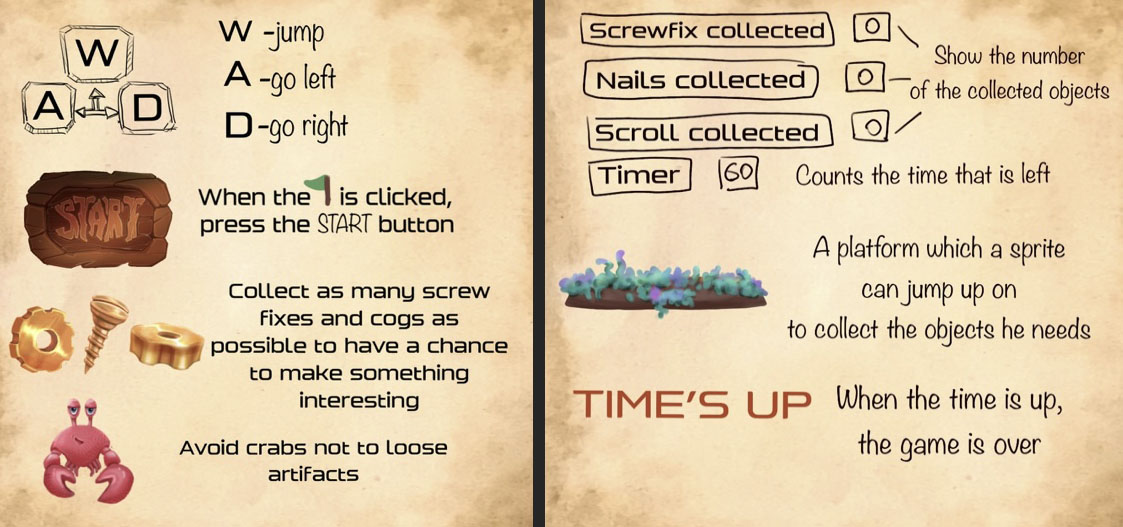 W
A
D
W -jump
A -go left
D -go right
START
When the is clicked,
press the START button
Collect as many screw
fixes and cogs as
possible to have a chance
to make something
interesting
Avoid crabs not to loose
artifacts
Screwfix collected 0
Nails collected 0
Scroll collected 0
Show the number
of the collected objects
Timer 60
Counts the time that is left
A platform which a sprite
can jump up on
to collect the objects he needs
TIME'S UP
When the time is up,
the game is over